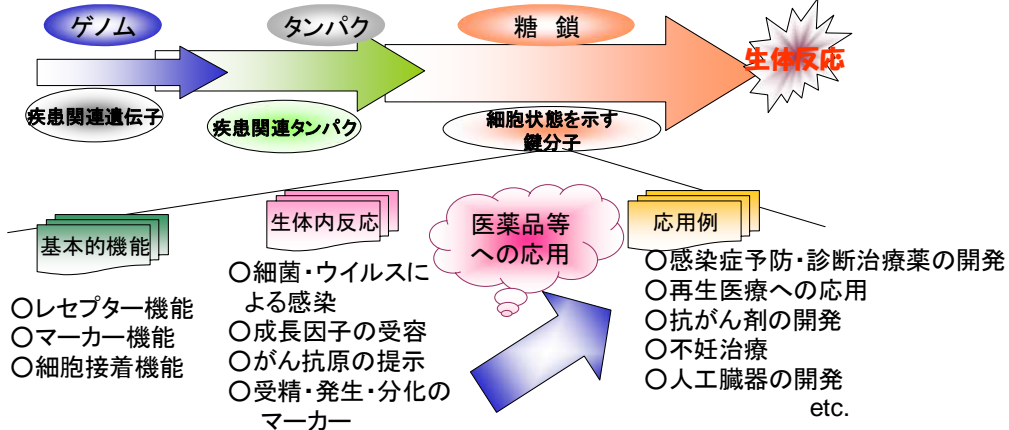 ゲノム
タンパク
糖 鎖
生体反応
疾患関連遺伝子
疾患関連タンパク
細胞状態を示す
鍵分子
基本的機能
○レセプター機能
○マーカー機能
○細胞接着機能
生体内反応
○細菌・ウイルスに
よる感染
○成長因子の受容
○がん抗原の提示
○受精・発生・分化の
マーカー
医薬品等
への応用
応用例
○感染症予防・診断治療薬の開発
○再生医療への応用
○抗がん剤の開発
○不妊治療
○人工臓器の開発
etc.